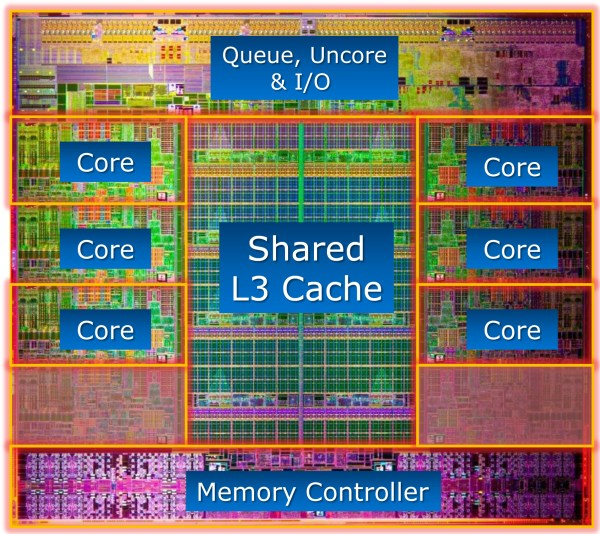 Queue, Uncore
& I/O
Core
Core
Shared
L3 Cache
Core
Core
Core
Core
Memory Controller